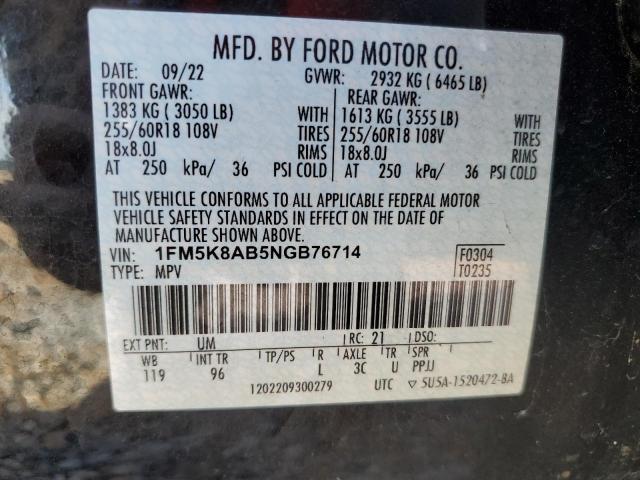 MFD. BY FORD MOTOR CO.
DATE: 09/22 GVWR: 2932 KG ( 6465 LB)
FRONT GAWR: REAR GAWR:
1383 KG ( 3050 LB) WITH 1613 KG ( 3555 LB) WITH
255/60R18 108V TIRES 255/60R18 108V TIRES
18x8.0J RIMS 18x8.0J RIMS
AT 250 kPa/ 36 PSI COLD AT 250 kPa/ 36 PSI COLD
THIS VEHICLE CONFORMS TO ALL APPLICABLE FEDERAL MOTOR
VEHICLE SAFETY STANDARDS IN EFFECT ON THE DATE OF
MANUFACTURE SHOWN ABOVE.
VIN: 1FM5K8AB5NGB76714 F0304
TYPE: MPV T0235
EXT PNT: UM RC: 21 DSO:
WB INT TR TP/PS R AXLE TR SPR
119 96 L 3C U PPJJ
1202209300279 UTC ▽ 5U5A-1520472-BA